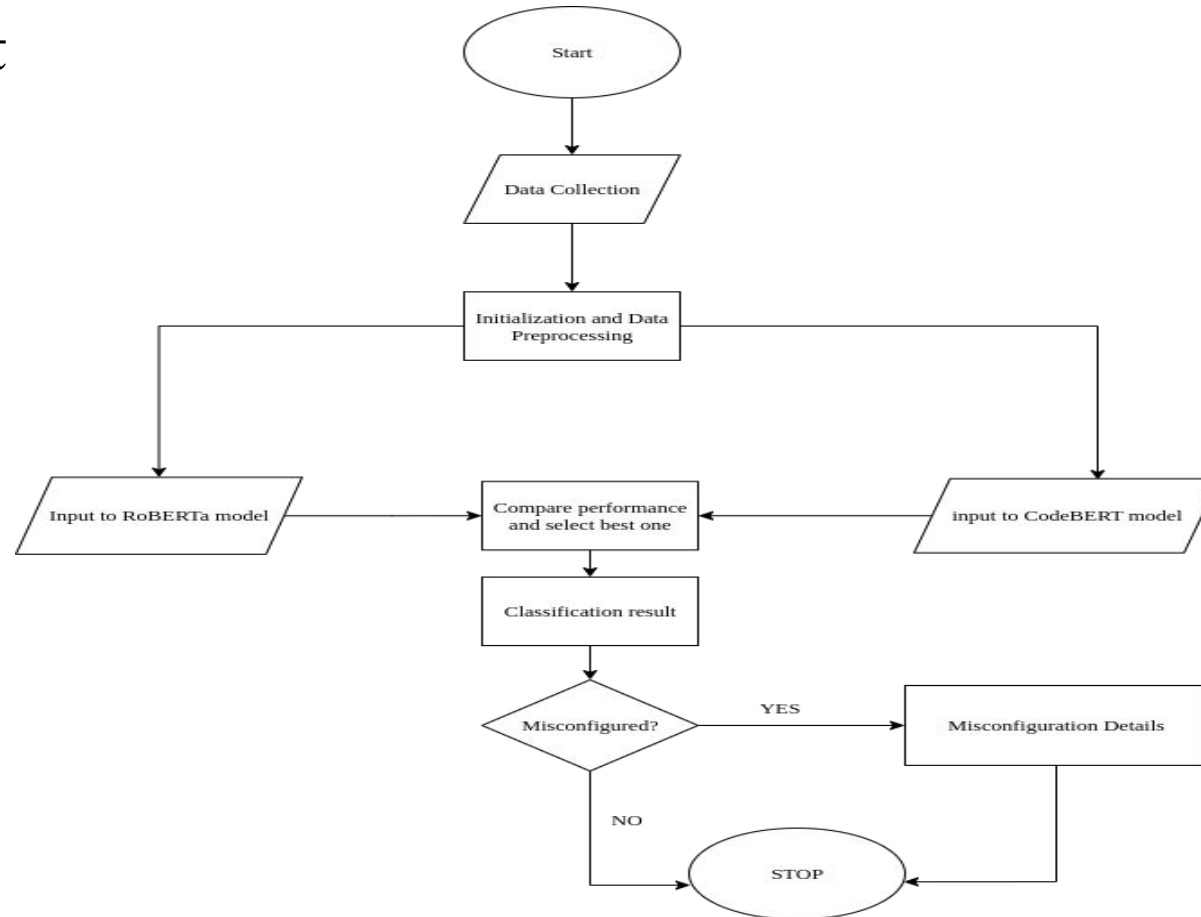 t
Start
Data Collection
Initialization and Data
Preprocessing
Input to RoBERTa model
Compare performance
and select best one
input to CodeBERT model
Classification result
Misconfigured?
YES
Misconfiguration Details
NO
STOP